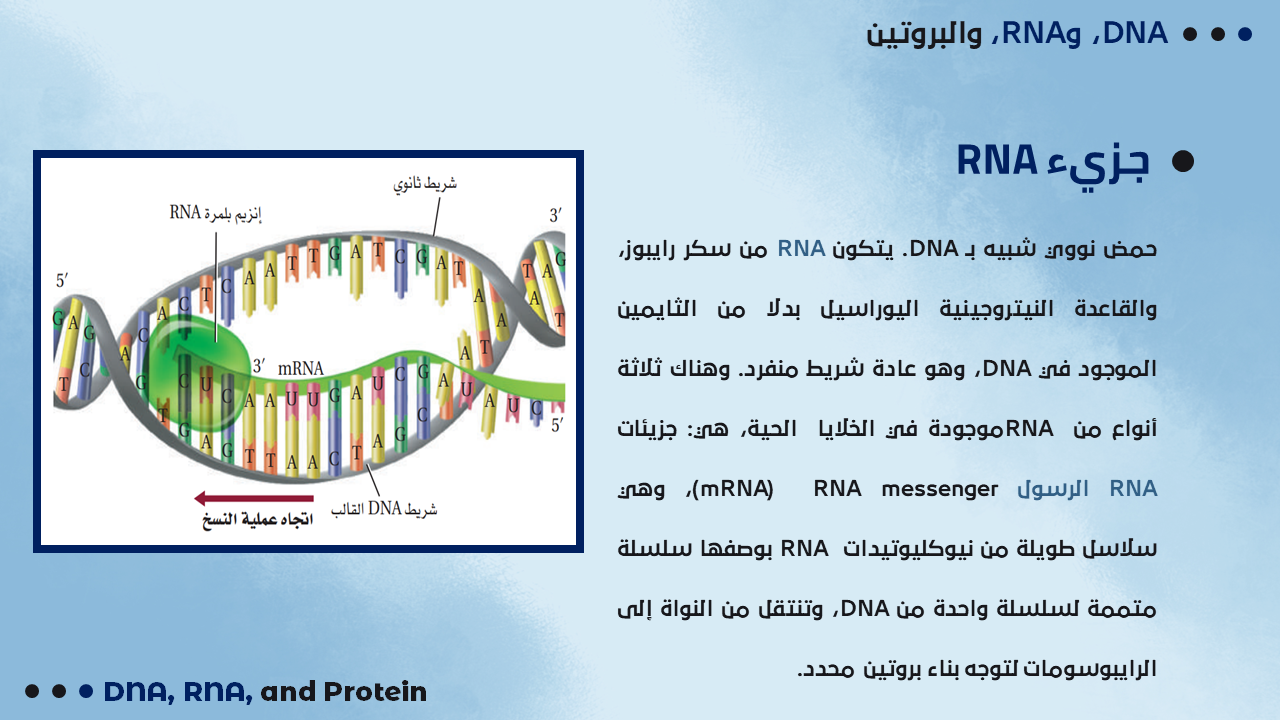 DNA، وRNA، والبروتين
جزيء RNA
حمض نووي شبيه بـ DNA. يتكون RNA من سكر رايبوز،
والقاعدة النيتروجينية اليوراسيل بدلا من الثايمين
الموجود في DNA، وهو عادة شريط منفرد. وهناك ثلاثة
أنواع من RNAموجودة في الخلايا الحية، هي: جزيئات
RNA الرسول RNA messenger (mRNA)، وهي
سلاسل طويلة من نيوكليوتيدات RNA بوصفها سلسلة
متممة لسلسلة واحدة من DNA، وتنتقل من النواة إلى
الرايبوسومات لتوجه بناء بروتين محدد.
شريط ثانوي
إنزيم بلمرة RNA
3′
5′
A C T C A A T T G A T C G A T A A T
T A G A T
G A G T C
C A G T
3′
mRNA
C U C A A U U G A U C G A U A U C
G A G T T A A C T A G C A T
5′
شريط DNA القالب
اتجاه عملية النسخ
DNA, RNA, and Protein